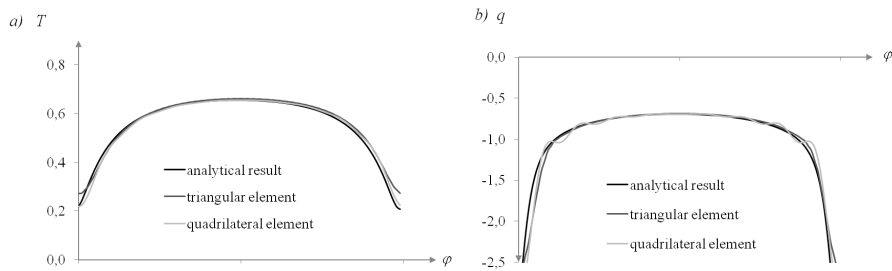 a) T
0,8
0,6
0,4
0,2
0,0
analytical result
triangular element
quadrilateral element
φ
b) q
0,0
-0,5
-1,0
-1,5
-2,0
-2,5
analytical result
triangular element
quadrilateral element
φ